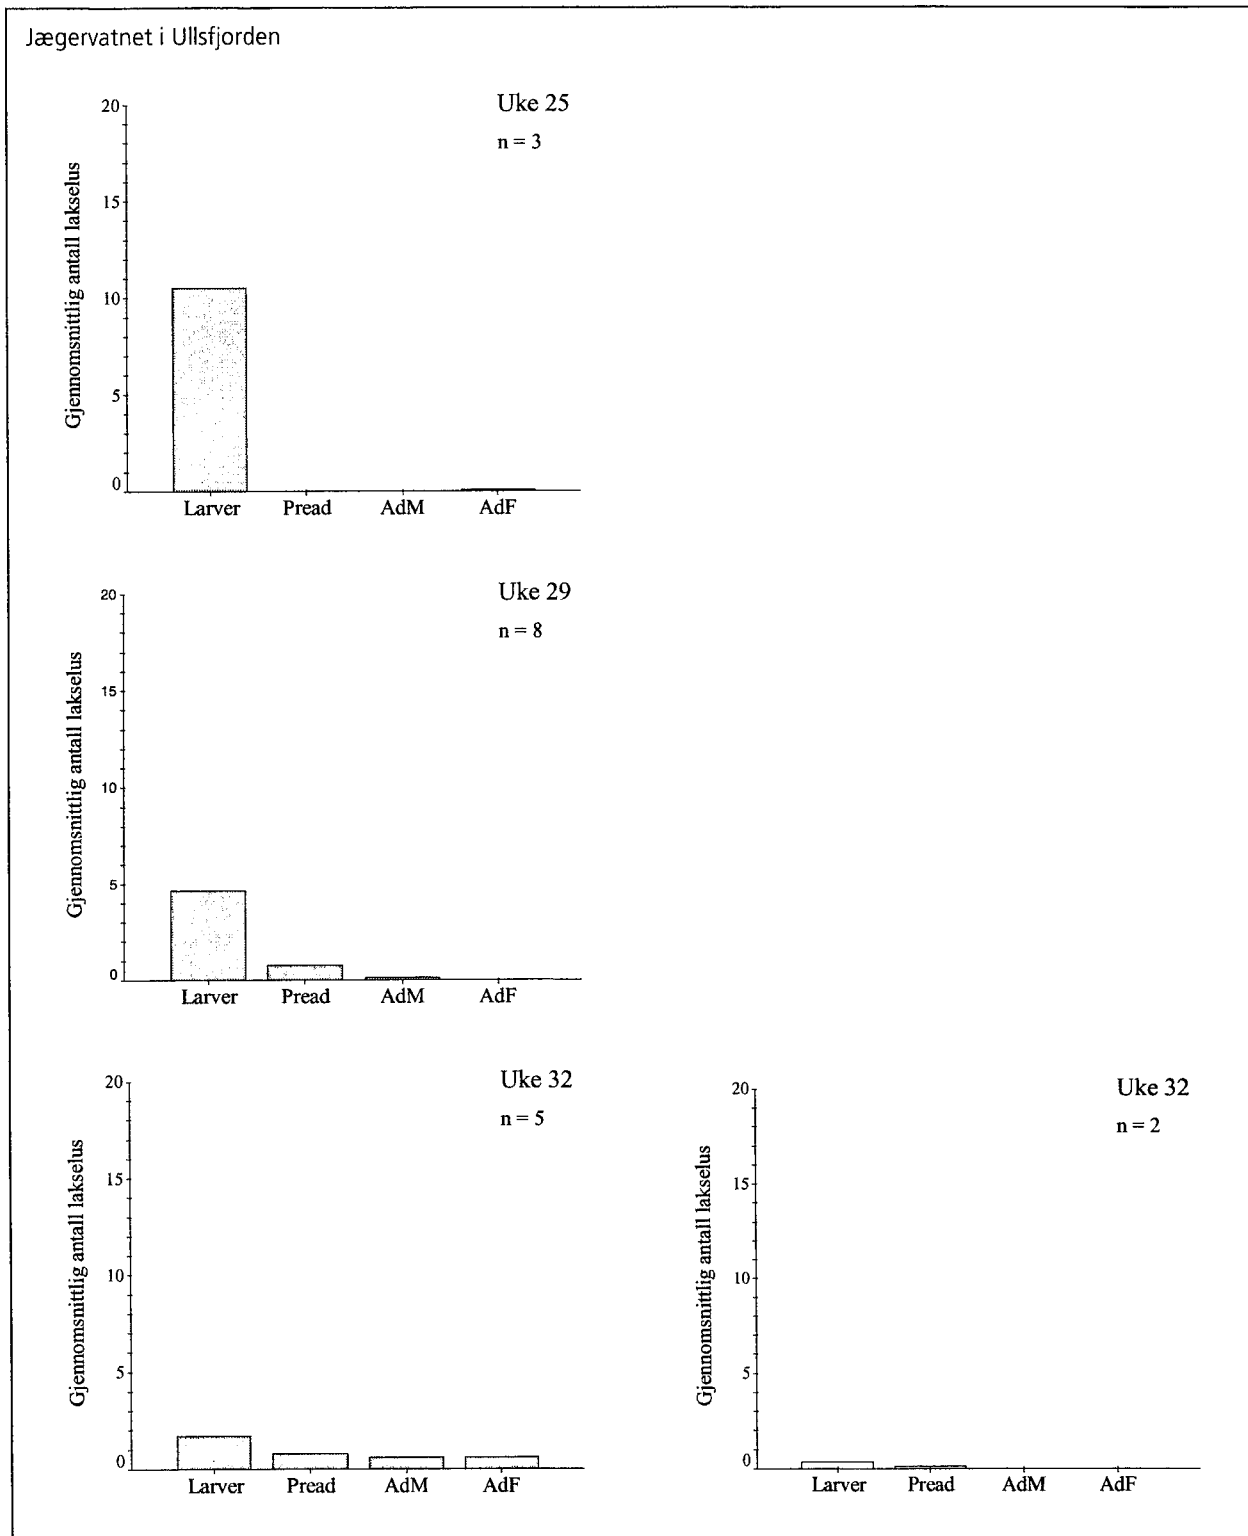 Jægervatnet i Ullsfjorden
Uke 25
n = 3
Gjennomsnittlig antall lakselus
20
15
10
5
0
Larver Pread AdM AdF
Uke 29
n = 8
Gjennomsnittlig antall lakselus
20
15
10
5
0
Larver Pread AdM AdF
Uke 32
n = 5
Gjennomsnittlig antall lakselus
20
15
10
5
0
Larver Pread AdM AdF
Uke 32
n = 2
Gjennomsnittlig antall lakselus
20
15
10
5
0
Larver Pread AdM AdF